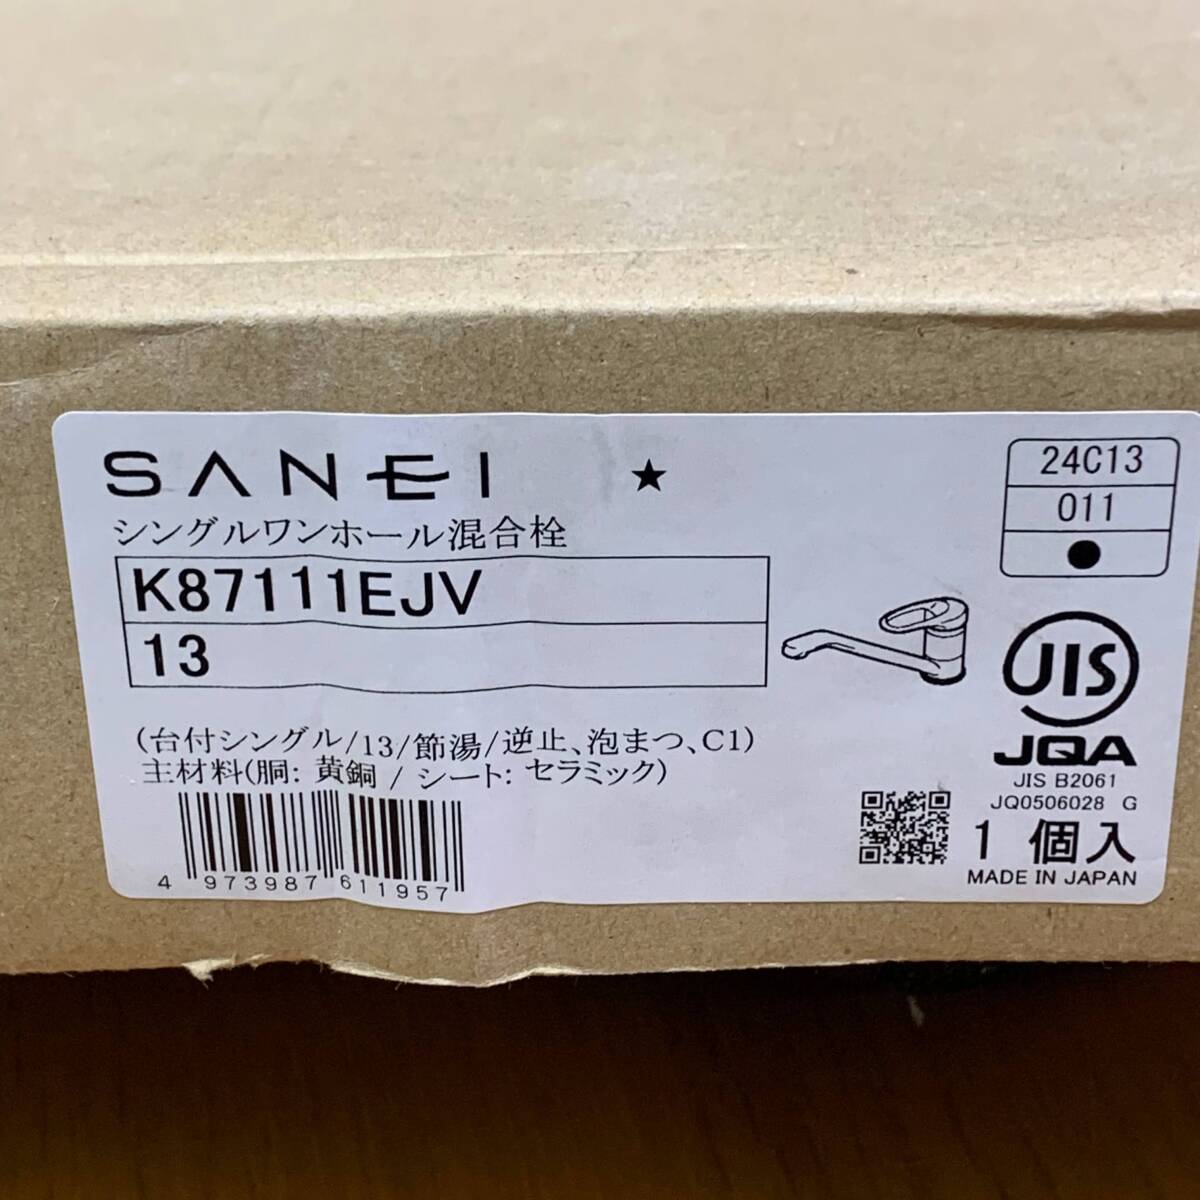 SANEI ★
シングルワンホール混合栓
K87111EJV
13
24C13
011
●
(台付シングル/13/節湯/逆止、泡まつ、C1)
主材料(胴: 黄銅 / シート: セラミック)
4 973987 611957
JIS
JQA
JIS B2061
JQ0506028 G
1 個入
MADE IN JAPAN